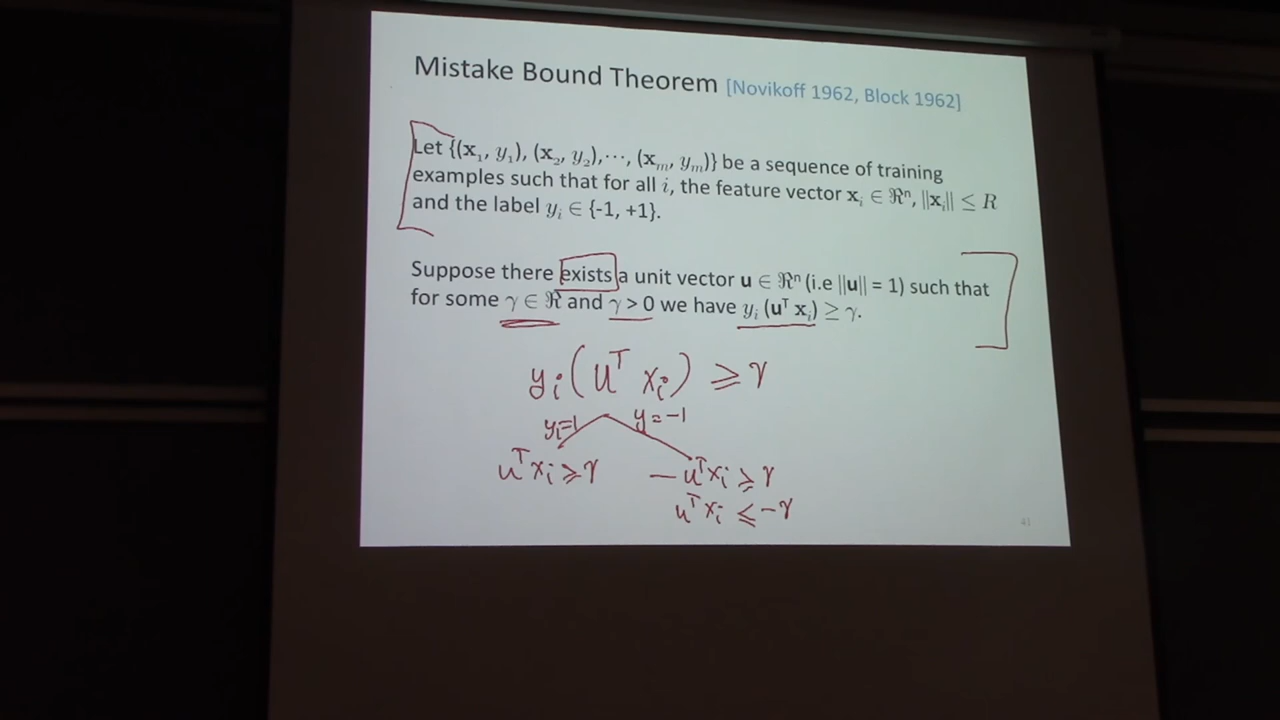 Mistake Bound Theorem [Novikoff 1962, Block 1962]
Let {(x₁, y₁), (x₂, y₂),⋯, (xₘ, yₘ)} be a sequence of training
examples such that for all i, the feature vector xᵢ ∈ ℜⁿ, ||xᵢ|| ≤ R
and the label yᵢ ∈ {-1, +1}.
Suppose there exists a unit vector u ∈ ℜⁿ (i.e ||u|| = 1) such that
for some γ ∈ ℜ and γ > 0 we have yᵢ (uᵀ xᵢ) ≥ γ.
yᵢ(uᵀ xᵢ) ≥ γ
yᵢ=1 y=-1
uᵀxᵢ ≥ γ -uᵀxᵢ ≥ γ
uᵀxᵢ ≤ -γ
41